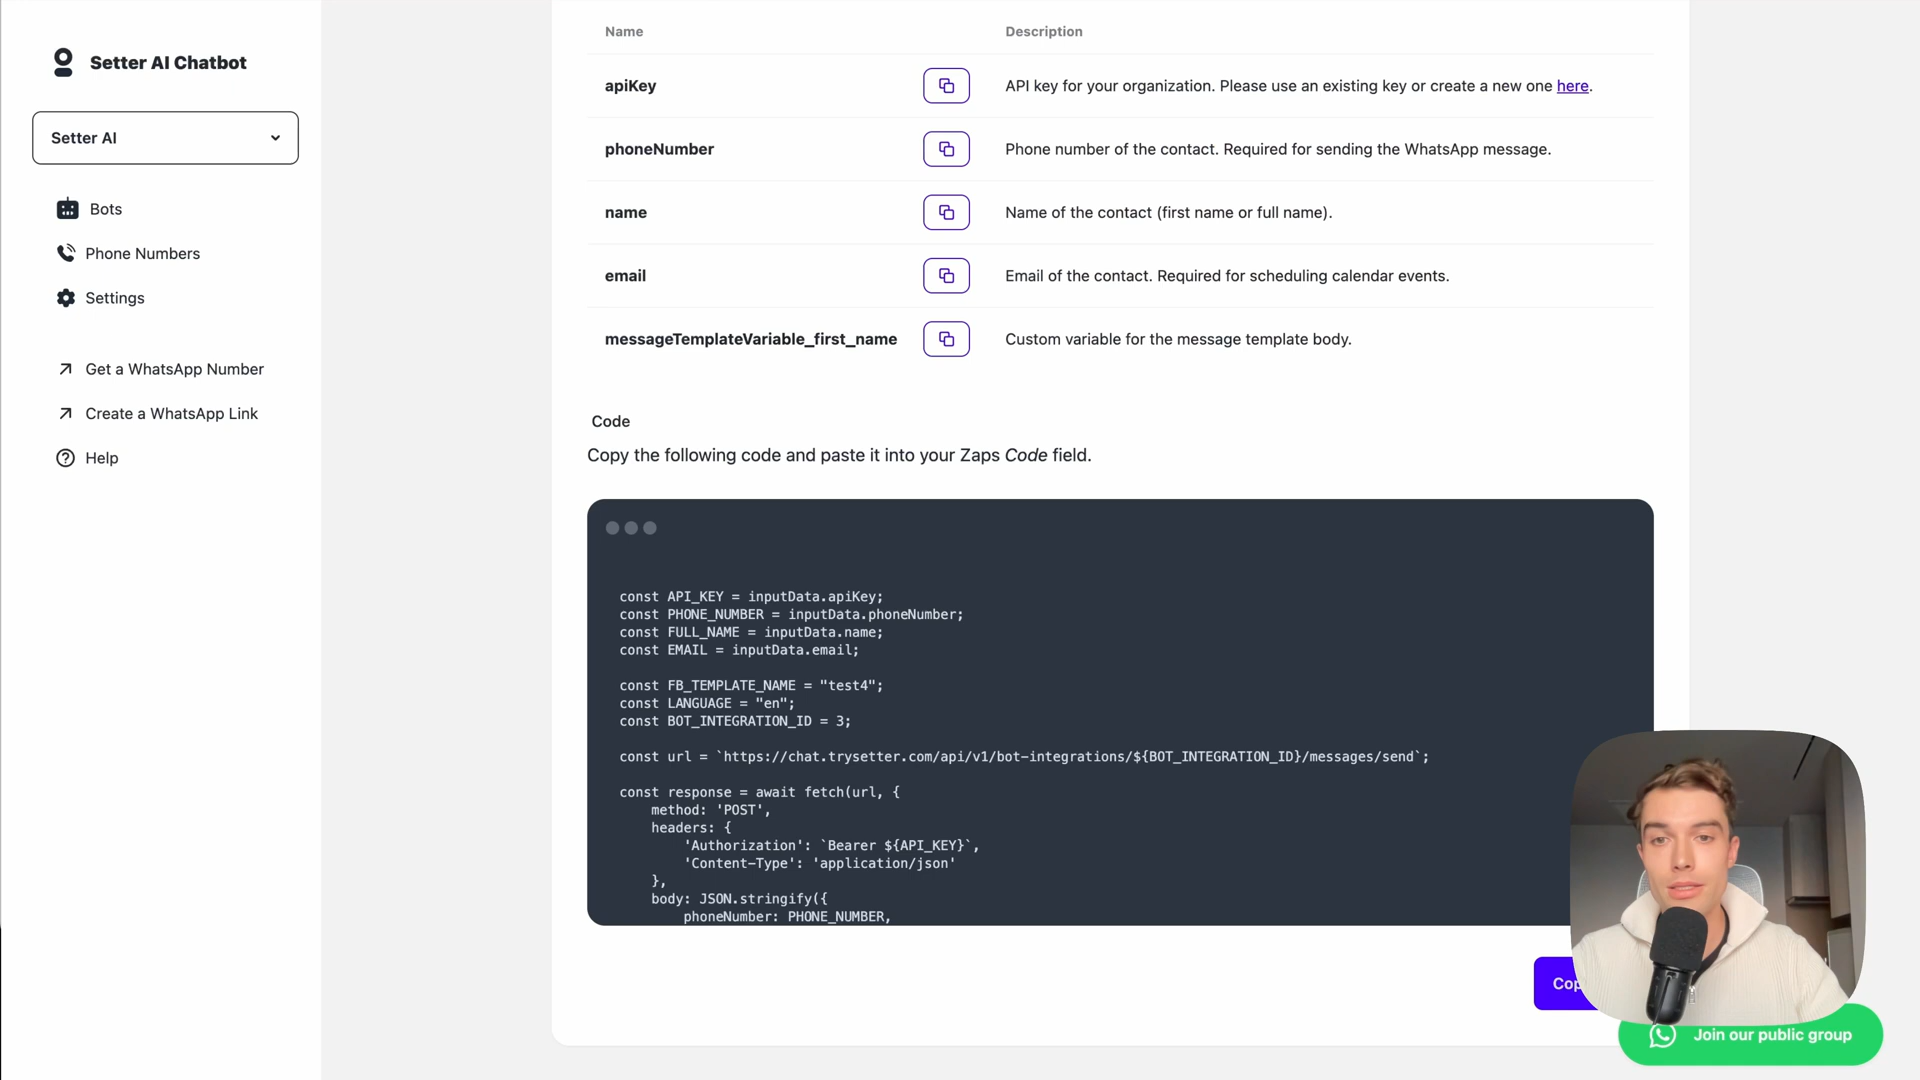 Setter AI Chatbot
Setter AI
Bots
Phone Numbers
Settings
Get a WhatsApp Number
Create a WhatsApp Link
Help
Name Description
apiKey API key for your organization. Please use an existing key or create a new one here.
phoneNumber Phone number of the contact. Required for sending the WhatsApp message.
name Name of the contact (first name or full name).
email Email of the contact. Required for scheduling calendar events.
messageTemplateVariable_first_name Custom variable for the message template body.
Code
Copy the following code and paste it into your Zaps Code field.
const API_KEY = inputData.apiKey;
const PHONE_NUMBER = inputData.phoneNumber;
const FULL_NAME = inputData.name;
const EMAIL = inputData.email;
const FB_TEMPLATE_NAME = "test4";
const LANGUAGE = "en";
const BOT_INTEGRATION_ID = 3;
const url = `https://chat.trysetter.com/api/v1/bot-integrations/${BOT_INTEGRATION_ID}/messages/send`;
const response = await fetch(url, {
method: 'POST',
headers: {
'Authorization': `Bearer ${API_KEY}`,
'Content-Type': 'application/json'
},
body: JSON.stringify({
phoneNumber: PHONE_NUMBER,
Join our public group